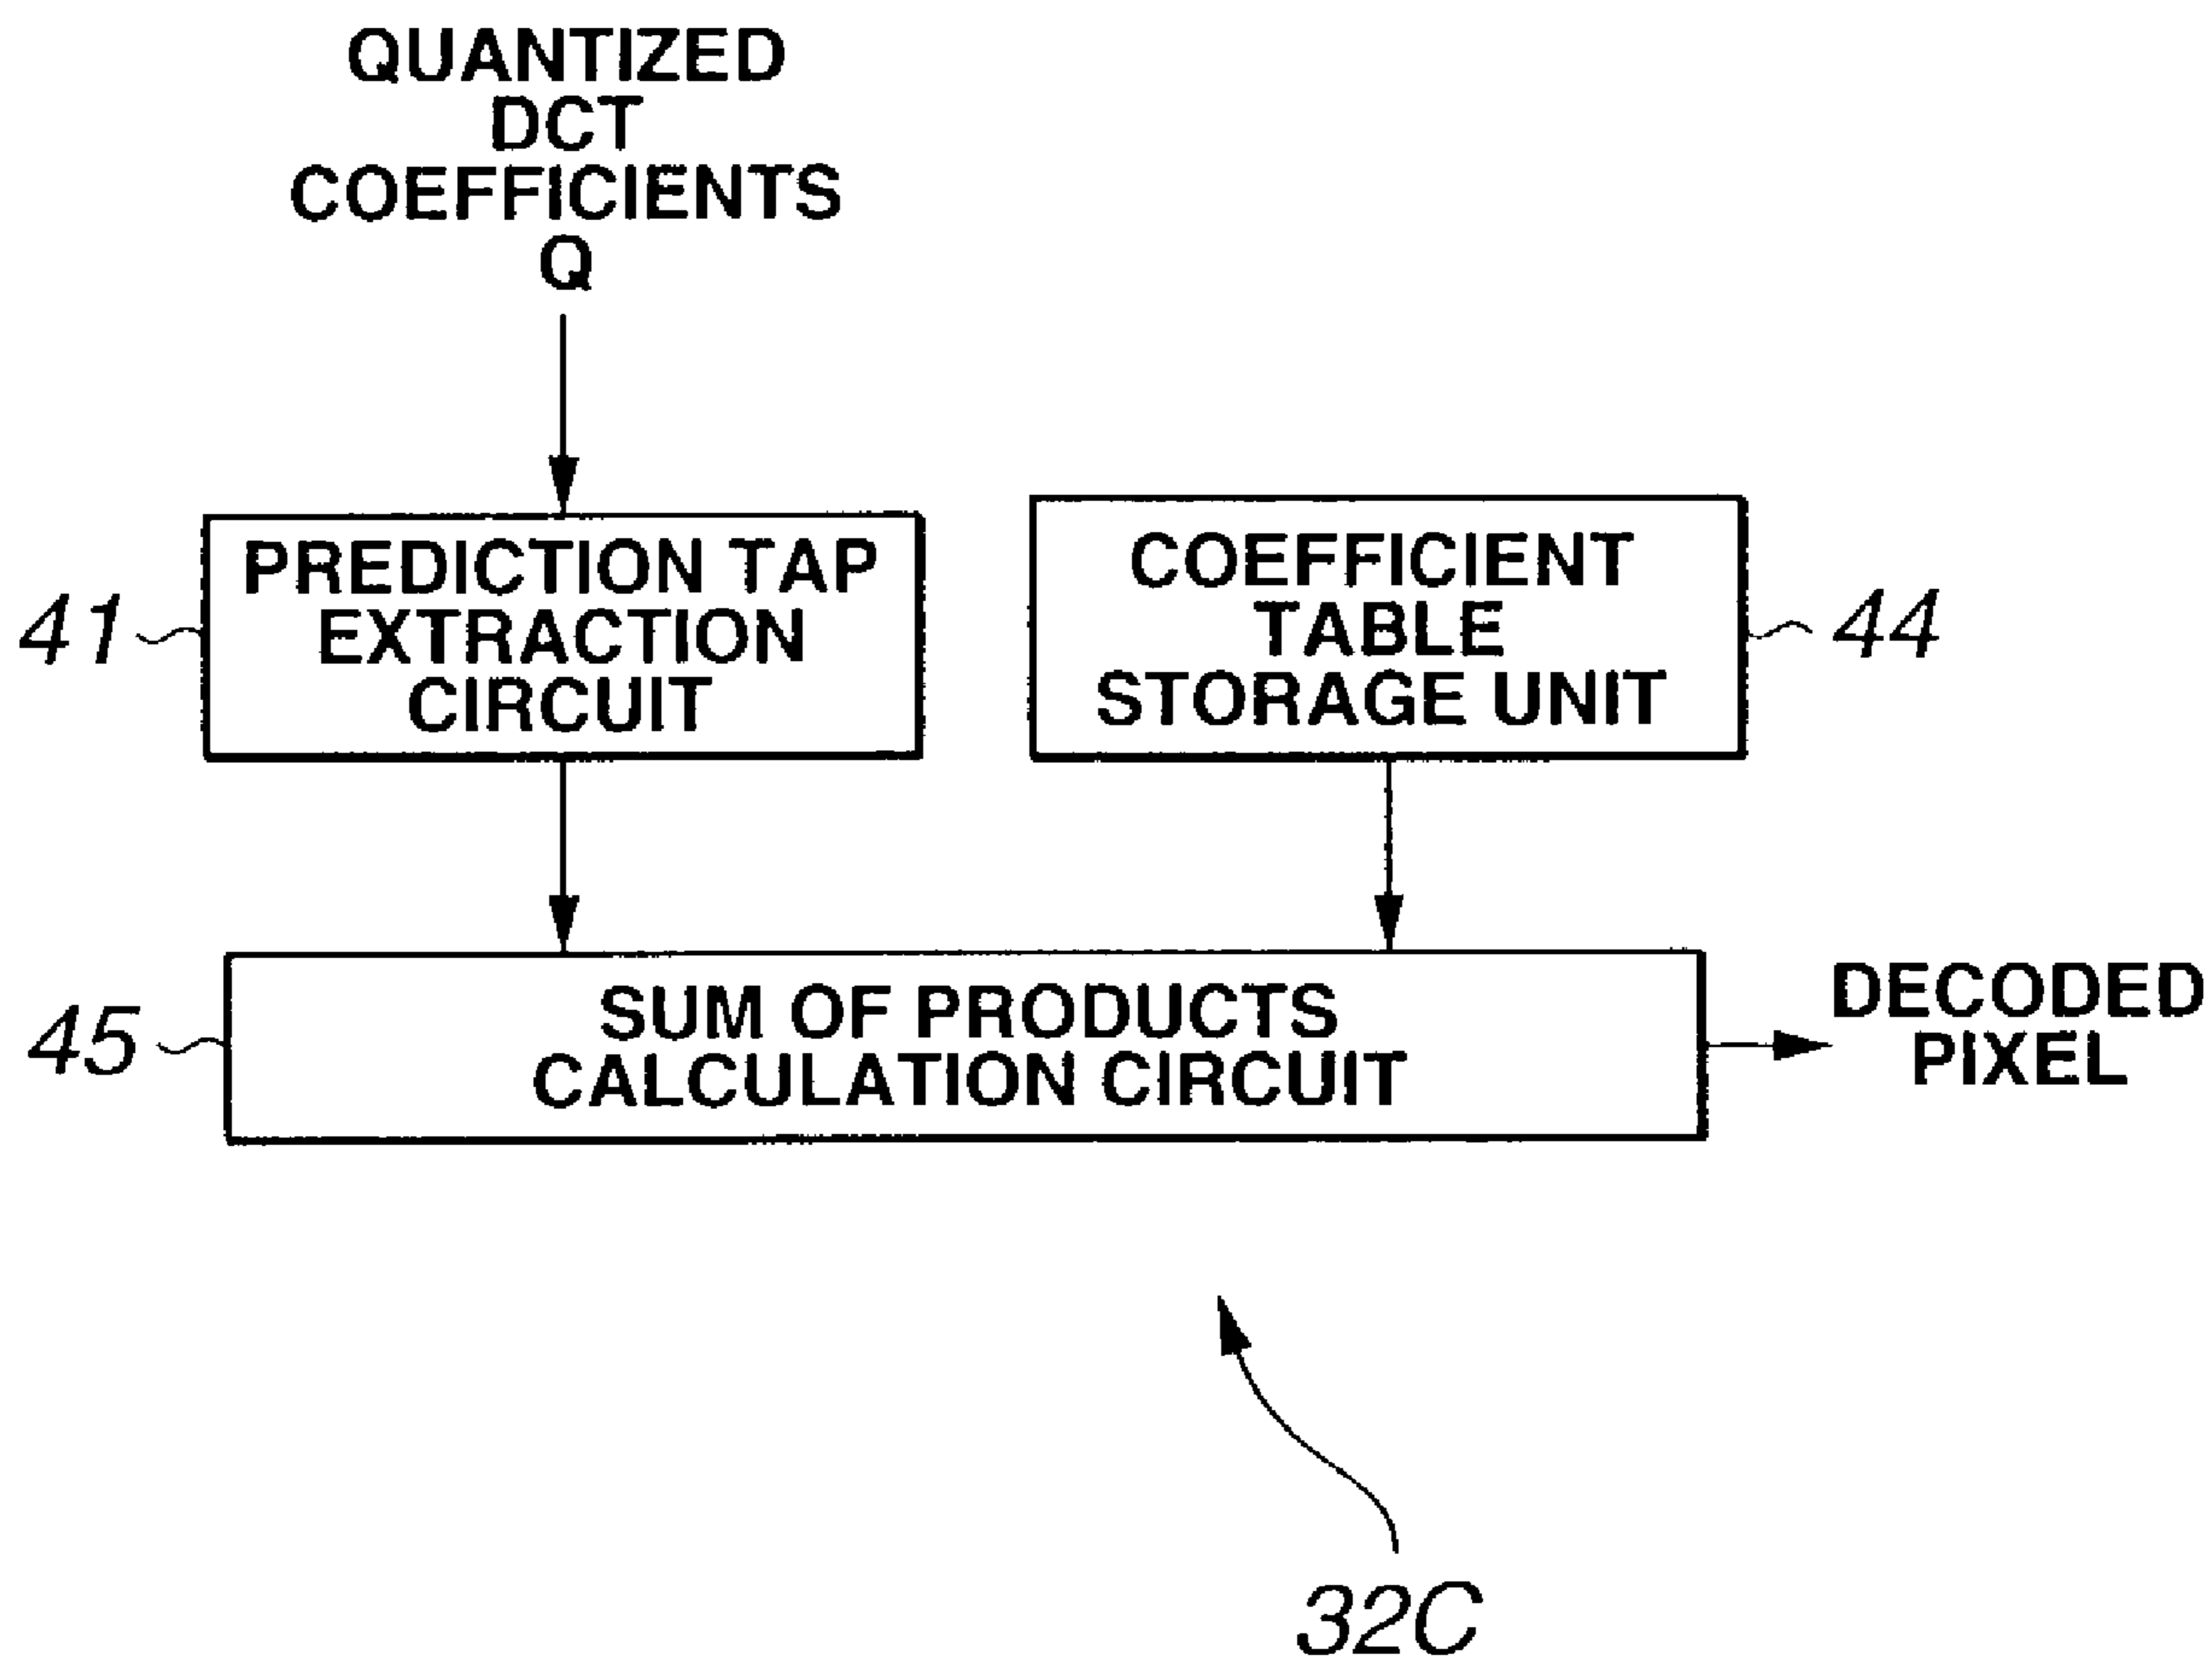 QUANTIZED
DCT
COEFFICIENTS
Q
PREDICTION TAP
EXTRACTION
CIRCUIT
41
COEFFICIENT
TABLE
STORAGE UNIT
44
SUM OF PRODUCTS
CALCULATION CIRCUIT
45
DECODED
PIXEL
32C